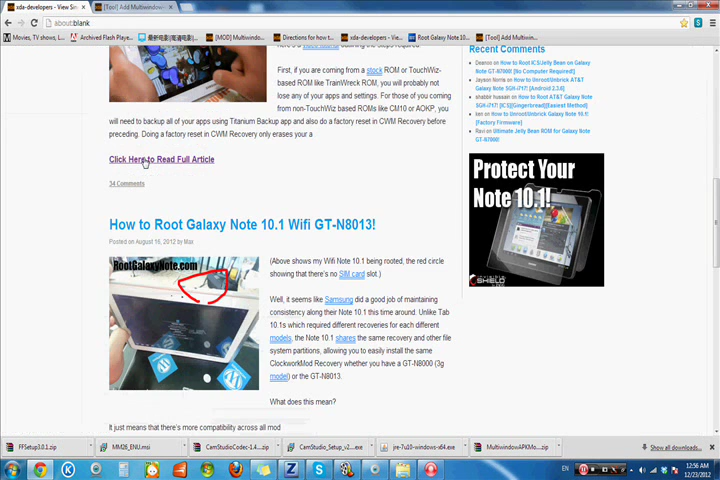 xda-developers - View Sin
[Tool] Add Multiwindow
about:blank
Movies, TV shows, L...
Archived Flash Player...
[MOD] Multiwindo...
Directions for how t...
xda-developers - Vie...
Root Galaxy Note 10...
[Tool] Add Multiwin...
First, if you are coming from a stock ROM or TouchWiz-
based ROM like TrainWreck ROM, you will probably not
lose any of your apps and settings. For those of you coming
from non-TouchWiz based ROMs like CM10 or AOKP, you
will need to backup all of your apps using Titanium Backup app and also do a factory reset in CWM Recovery before
preceding. Doing a factory reset in CWM Recovery only erases your a
Click Here to Read Full Article
34 Comments
How to Root Galaxy Note 10.1 Wifi GT-N8013!
Posted on August 16, 2012 by Max
RootGalaxyNote.com
(Above shows my Wifi Note 10.1 being rooted, the red circle
showing that there's no SIM card slot.)
Well, it seems like Samsung did a good job of maintaining
consistency along their Note 10.1 this time around. Unlike Tab
10.1s which required different recoveries for each different
models, the Note 10.1 shares the same recovery and other file
system partitions, allowing you to easily install the same
ClockworkMod Recovery whether you have a GT-N8000 (3g
model) or the GT-N8013.
What does this mean?
It just means that there's more compatibility across all mod
Recent Comments
Deanos on How to Root ICS/Jelly Bean on Galaxy
Note GT-N7000! [No Computer Required!]
Jayson Norris on How to Unroot/Unbrick AT&T
Galaxy Note SGH-i717! [Android 2.3.6]
shabbir hussain on How to Root AT&T Galaxy Note
SGH-i717! [ICS][Gingerbread][Easiest Method]
ken on How to Unroot/Unbrick Galaxy Note 10.1!
[Factory Firmware]
Ravi on Ultimate Jelly Bean ROM for Galaxy Note
GT-N7000!
Protect Your
Note 10.1!
SHIELD
FFSetup3.0.1.zip
MM26_ENU.msi
CamStudioCodec-1.4....zip
CamStudio_Setup_v2....exe
jre-7u10-windows-x64.exe
MultiwindowAPKMo....zip
Show all downloads...
EN
12:56 AM
12/23/2012